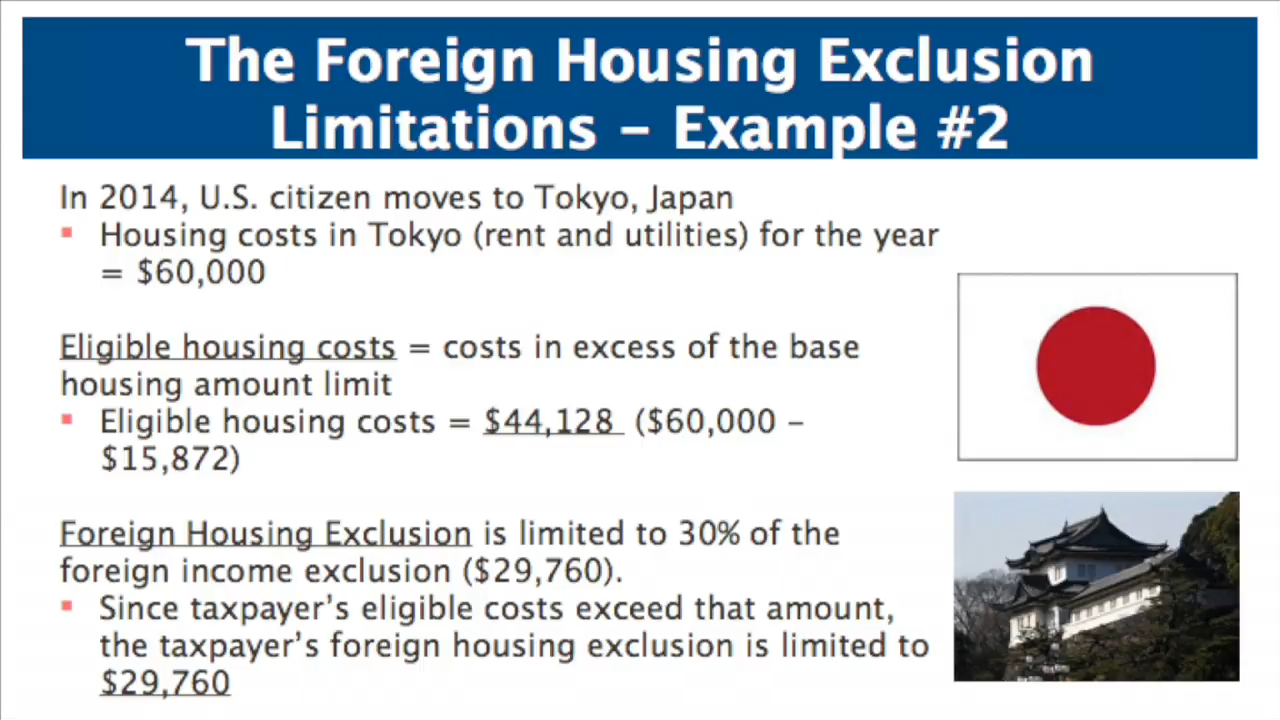 The Foreign Housing Exclusion
Limitations – Example #2
In 2014, U.S. citizen moves to Tokyo, Japan
▪ Housing costs in Tokyo (rent and utilities) for the year
= $60,000
Eligible housing costs = costs in excess of the base
housing amount limit
▪ Eligible housing costs = $44,128 ($60,000 –
$15,872)
Foreign Housing Exclusion is limited to 30% of the
foreign income exclusion ($29,760).
▪ Since taxpayer’s eligible costs exceed that amount,
the taxpayer’s foreign housing exclusion is limited to
$29,760